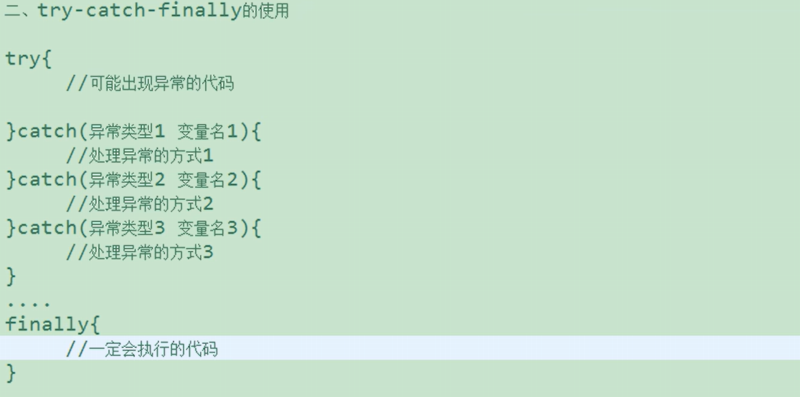 二、try-catch-finally的使用
try{
//可能出现异常的代码
}catch(异常类型1 变量名1){
//处理异常的方式1
}catch(异常类型2 变量名2){
//处理异常的方式2
}catch(异常类型3 变量名3){
//处理异常的方式3
}
....
finally{
//一定会执行的代码
}